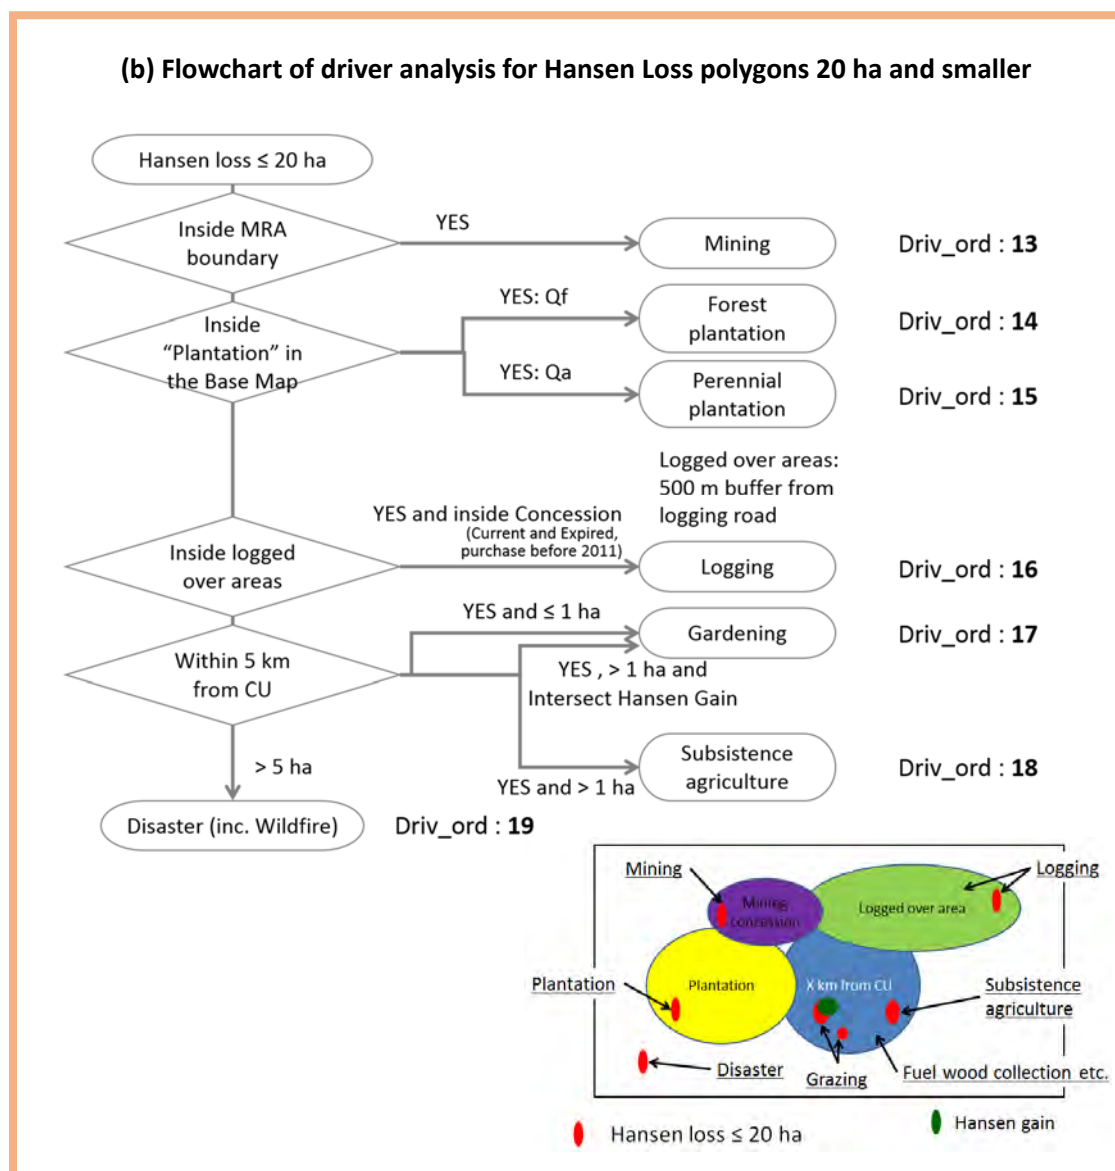 (b) Flowchart of driver analysis for Hansen Loss polygons 20 ha and smaller
Hansen loss ≤ 20 ha
Inside MRA
boundary
YES
Mining
Driv_ord : 13
Inside
“Plantation” in
the Base Map
YES: Qf
Forest
plantation
Driv_ord : 14
YES: Qa
Perennial
plantation
Driv_ord : 15
Logged over areas:
500 m buffer from
logging road
Inside logged
over areas
YES and inside Concession
(Current and Expired,
purchase before 2011)
Logging
Driv_ord : 16
Within 5 km
from CU
YES and ≤ 1 ha
Gardening
Driv_ord : 17
YES , > 1 ha and
Intersect Hansen Gain
YES and > 1 ha
Subsistence
agriculture
Driv_ord : 18
> 5 ha
Disaster (inc. Wildfire)
Driv_ord : 19
Mining
Mining
concession
Logged over area
Logging
Plantation
Plantation
X km from CU
Subsistence
agriculture
Disaster
Grazing
Fuel wood collection etc.
Hansen loss ≤ 20 ha
Hansen gain